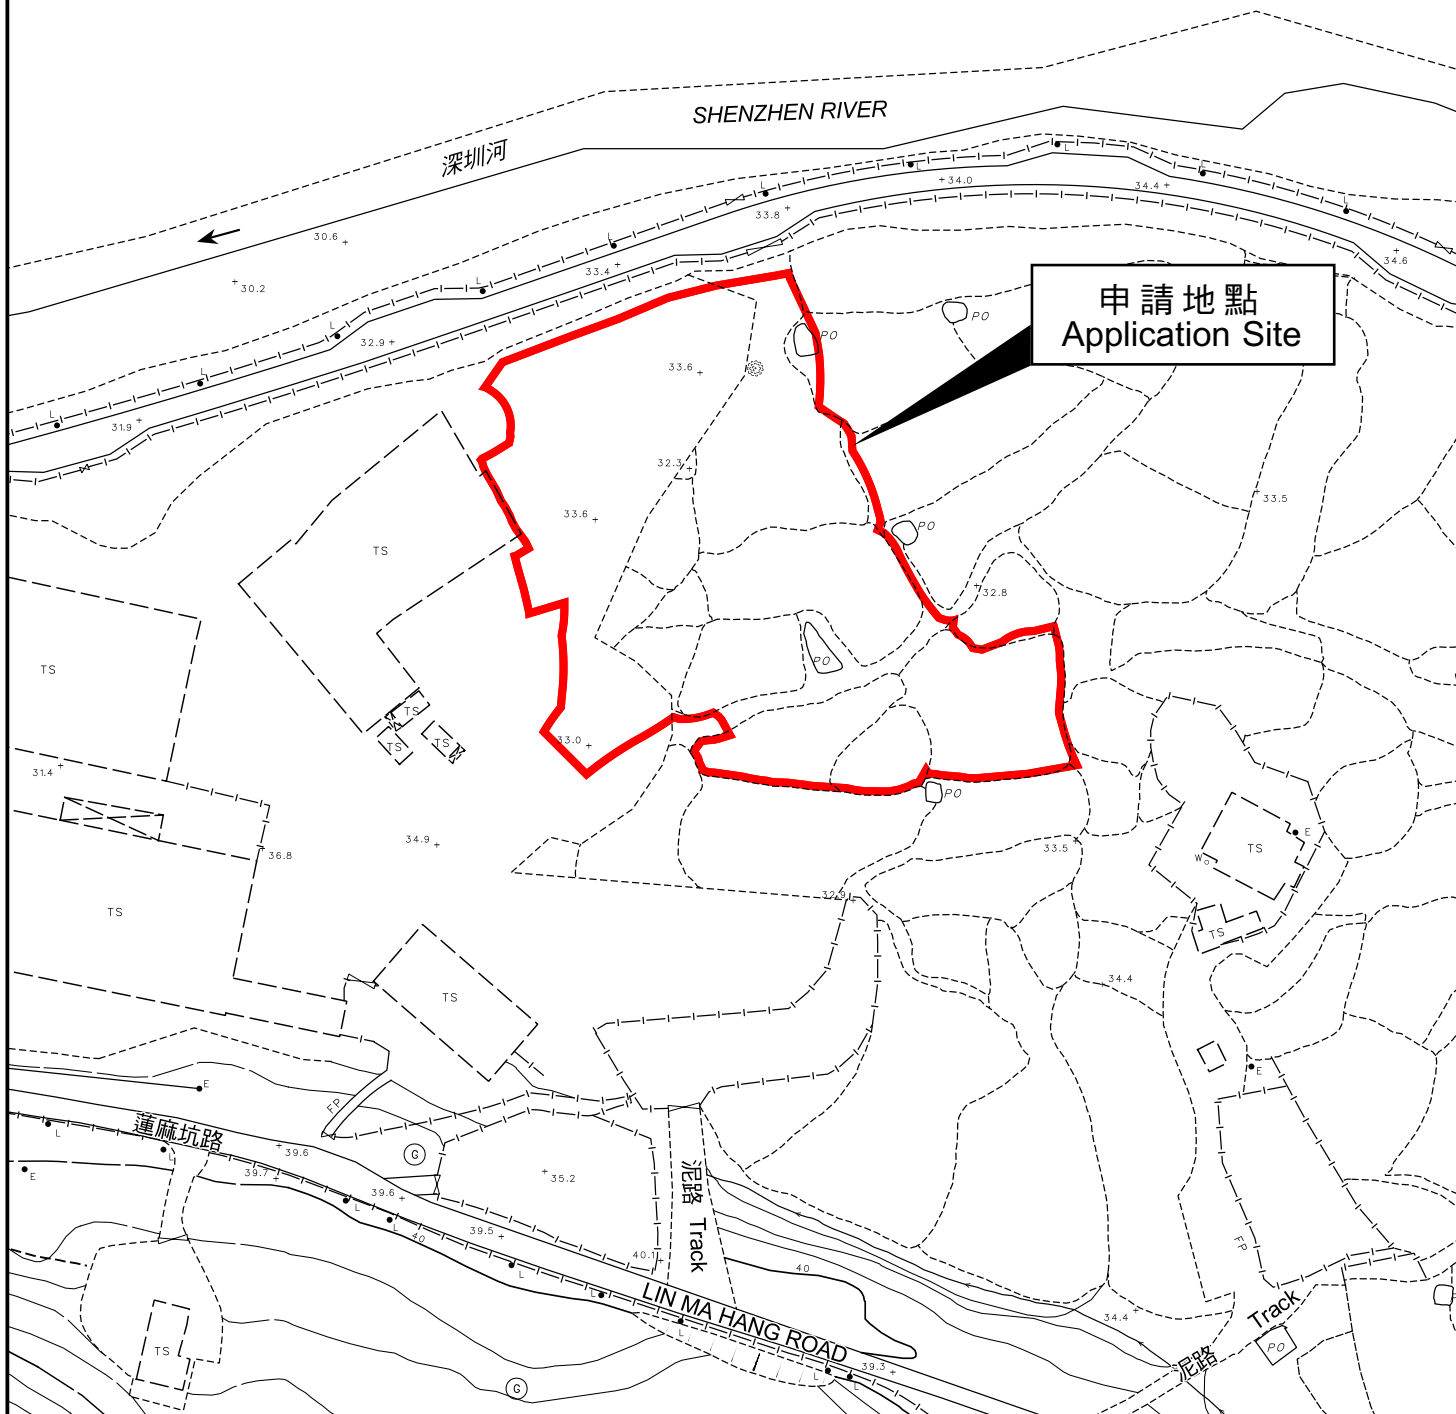 SHENZHEN RIVER
深圳河
L
L
L
34.0
34.4
33.8
L
30.6
L
34.6
33.4
L
30.2
申請地點
Application Site
PO
L
PO
32.9
33.6
L
L
31.9
32.3
33.5
33.6
PO
TS
32.8
PO
TS
TS
33.0
TS
TS
31.4
PO
E
34.9
33.5
36.8
TS
W
32.9
TS
TS
34.4
TS
E
E
FP
蓮麻坑路
L
39.6
G
L
E
39.7
35.2
39.6
泥路 Track
L
L
39.5
40
FP
40.1
40
L
L
LIN MA HANG ROAD
Track
34.4
L
TS
PO
泥路
39.3
L
L
G